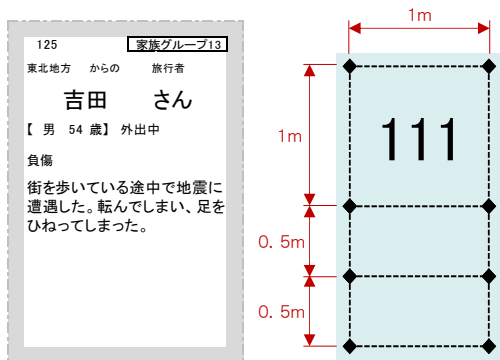 125 家族グループ13
東北地方 からの 旅行者
吉田 さん
【 男 54 歳】 外出中
負傷
街を歩いている途中で地震に
遭遇した。転んでしまい、足を
ひねってしまった。
1m
1m
111
0.5m
0.5m